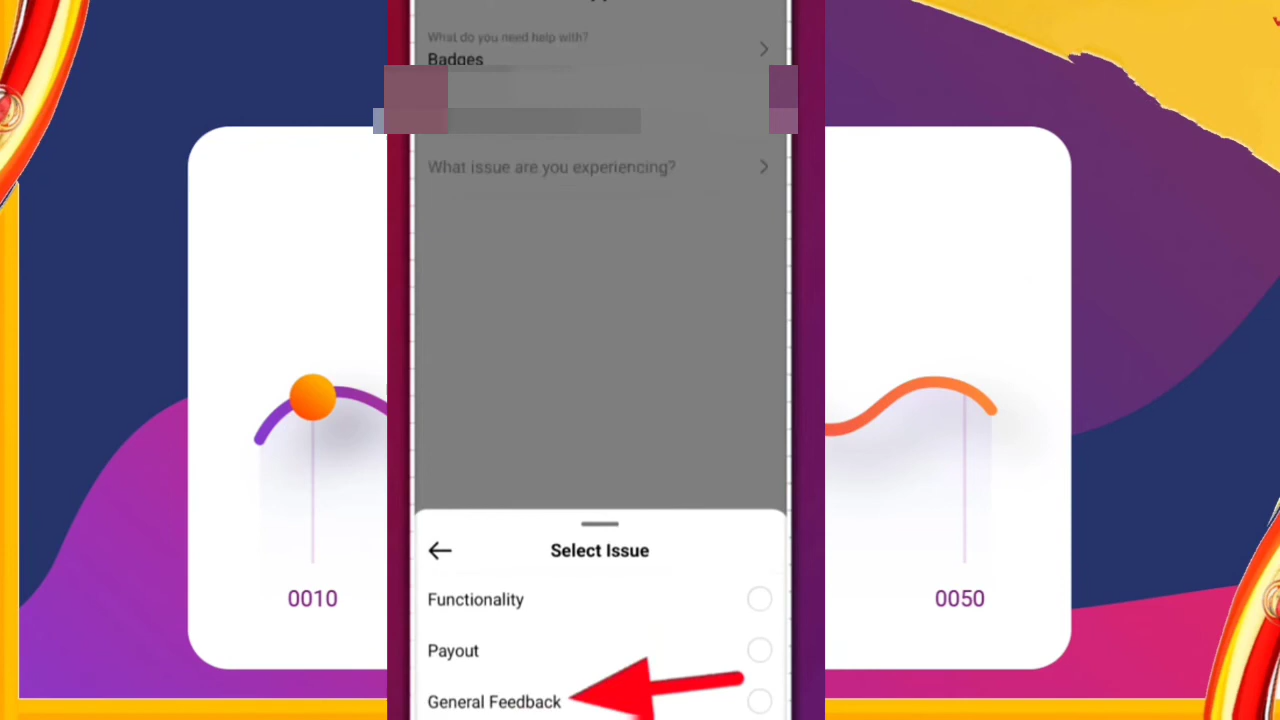 What do you need help with?
Badges
What issue are you experiencing?
Select Issue
Functionality
Payout
General Feedback
0010
0050